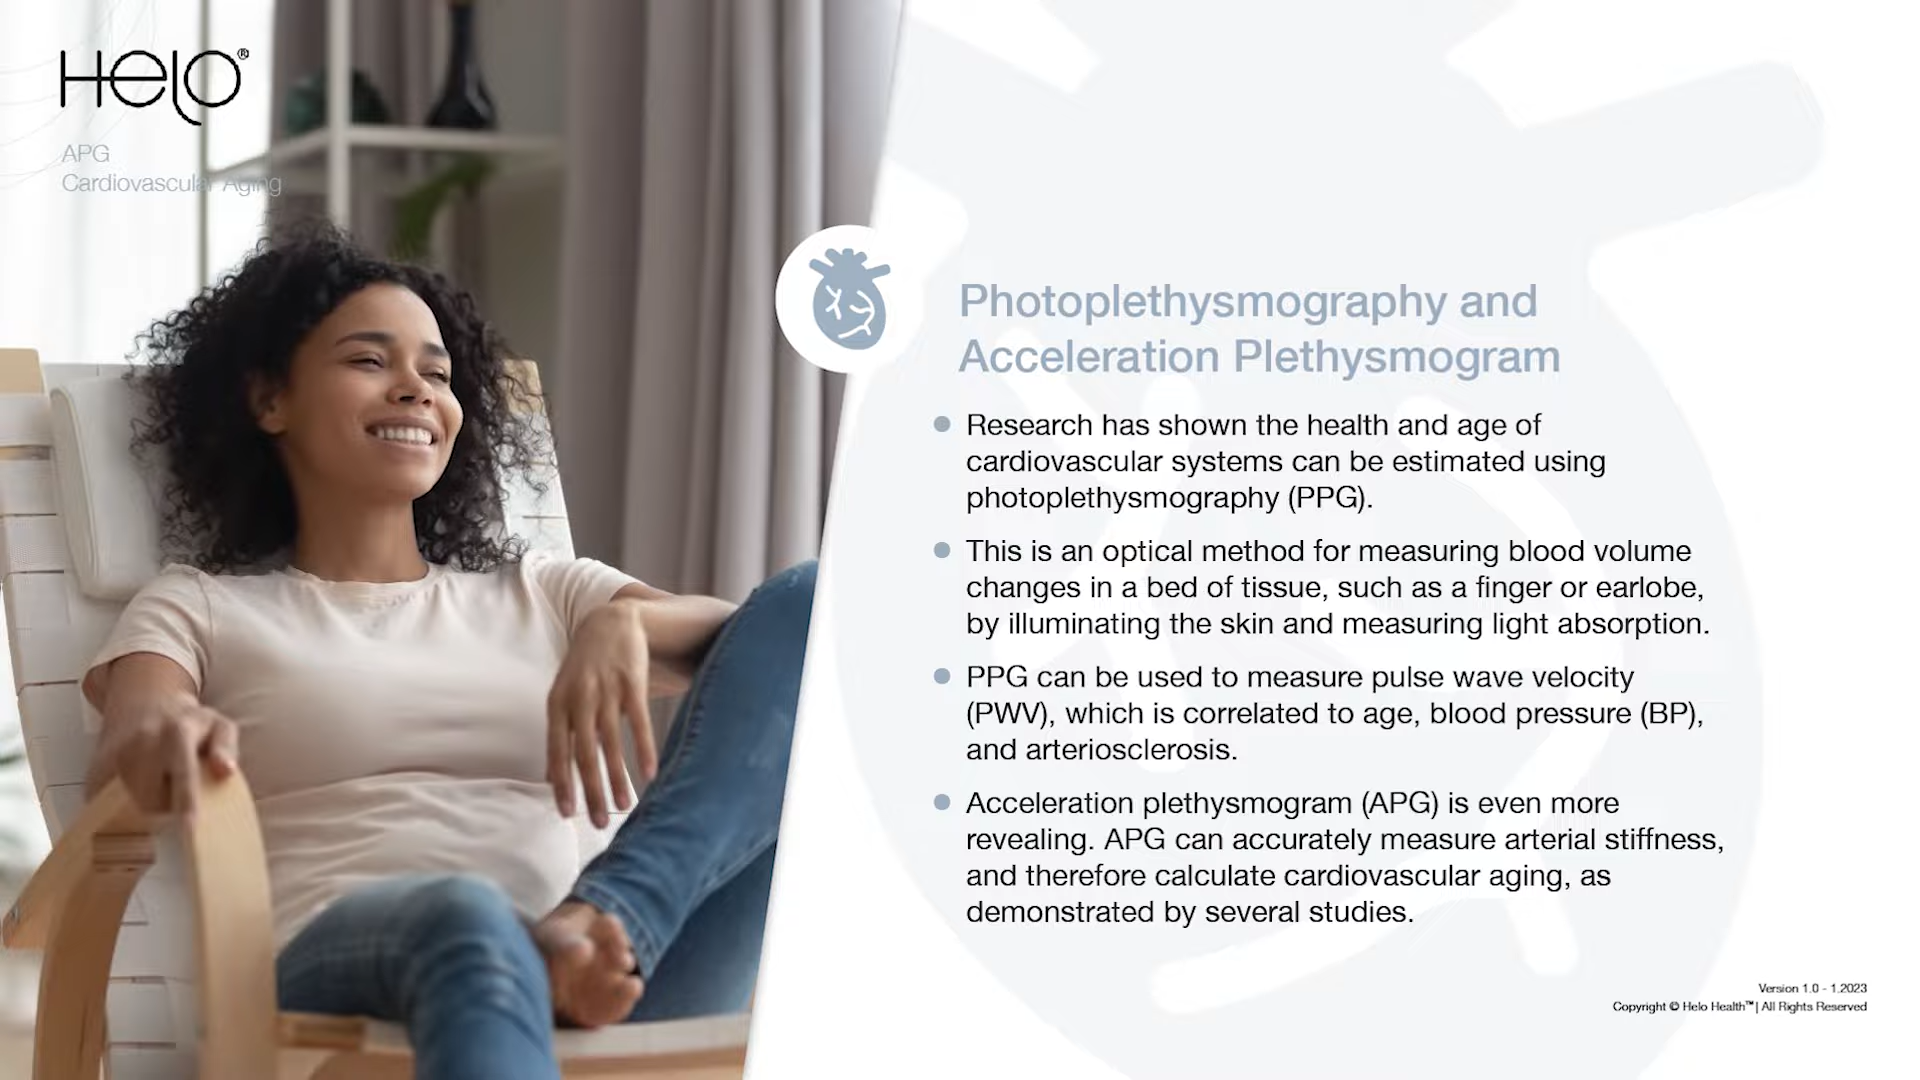 Helo®
APG
Cardiovascular Aging
Photoplethysmography and
Acceleration Plethysmogram
Research has shown the health and age of
cardiovascular systems can be estimated using
photoplethysmography (PPG).
This is an optical method for measuring blood volume
changes in a bed of tissue, such as a finger or earlobe,
by illuminating the skin and measuring light absorption.
PPG can be used to measure pulse wave velocity
(PWV), which is correlated to age, blood pressure (BP),
and arteriosclerosis.
Acceleration plethysmogram (APG) is even more
revealing. APG can accurately measure arterial stiffness,
and therefore calculate cardiovascular aging, as
demonstrated by several studies.
Version 1.0 - 1.2023
Copyright © Helo Health™ | All Rights Reserved